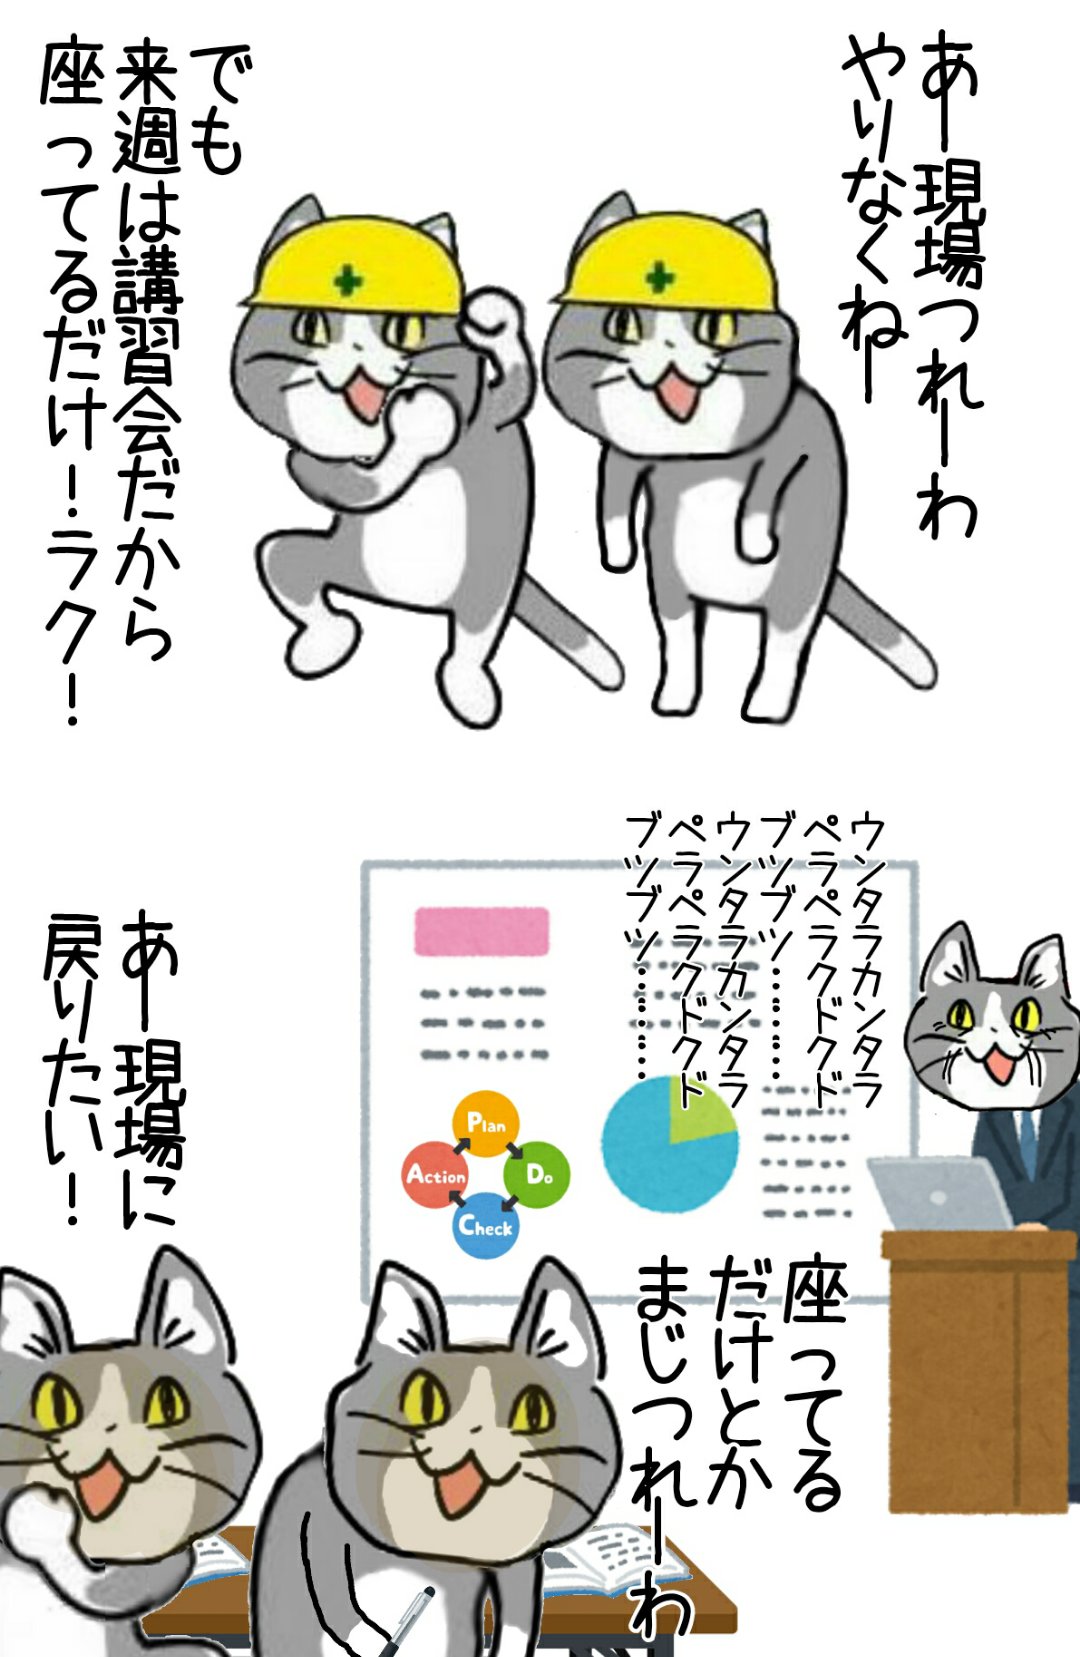 あー現場つれーわ
やりなくねー
でも
来週は講習会だから
座ってるだけ！ラク！
ウンタラカンタラ
ペラペラクドクド
ブツブツ……
ウンタラカンタラ
ペラペラクドクド
ブツブツ………
Plan
Do
Check
Action
座ってる
だけとか
まじつれーわ
あー現場に
戻りたい！